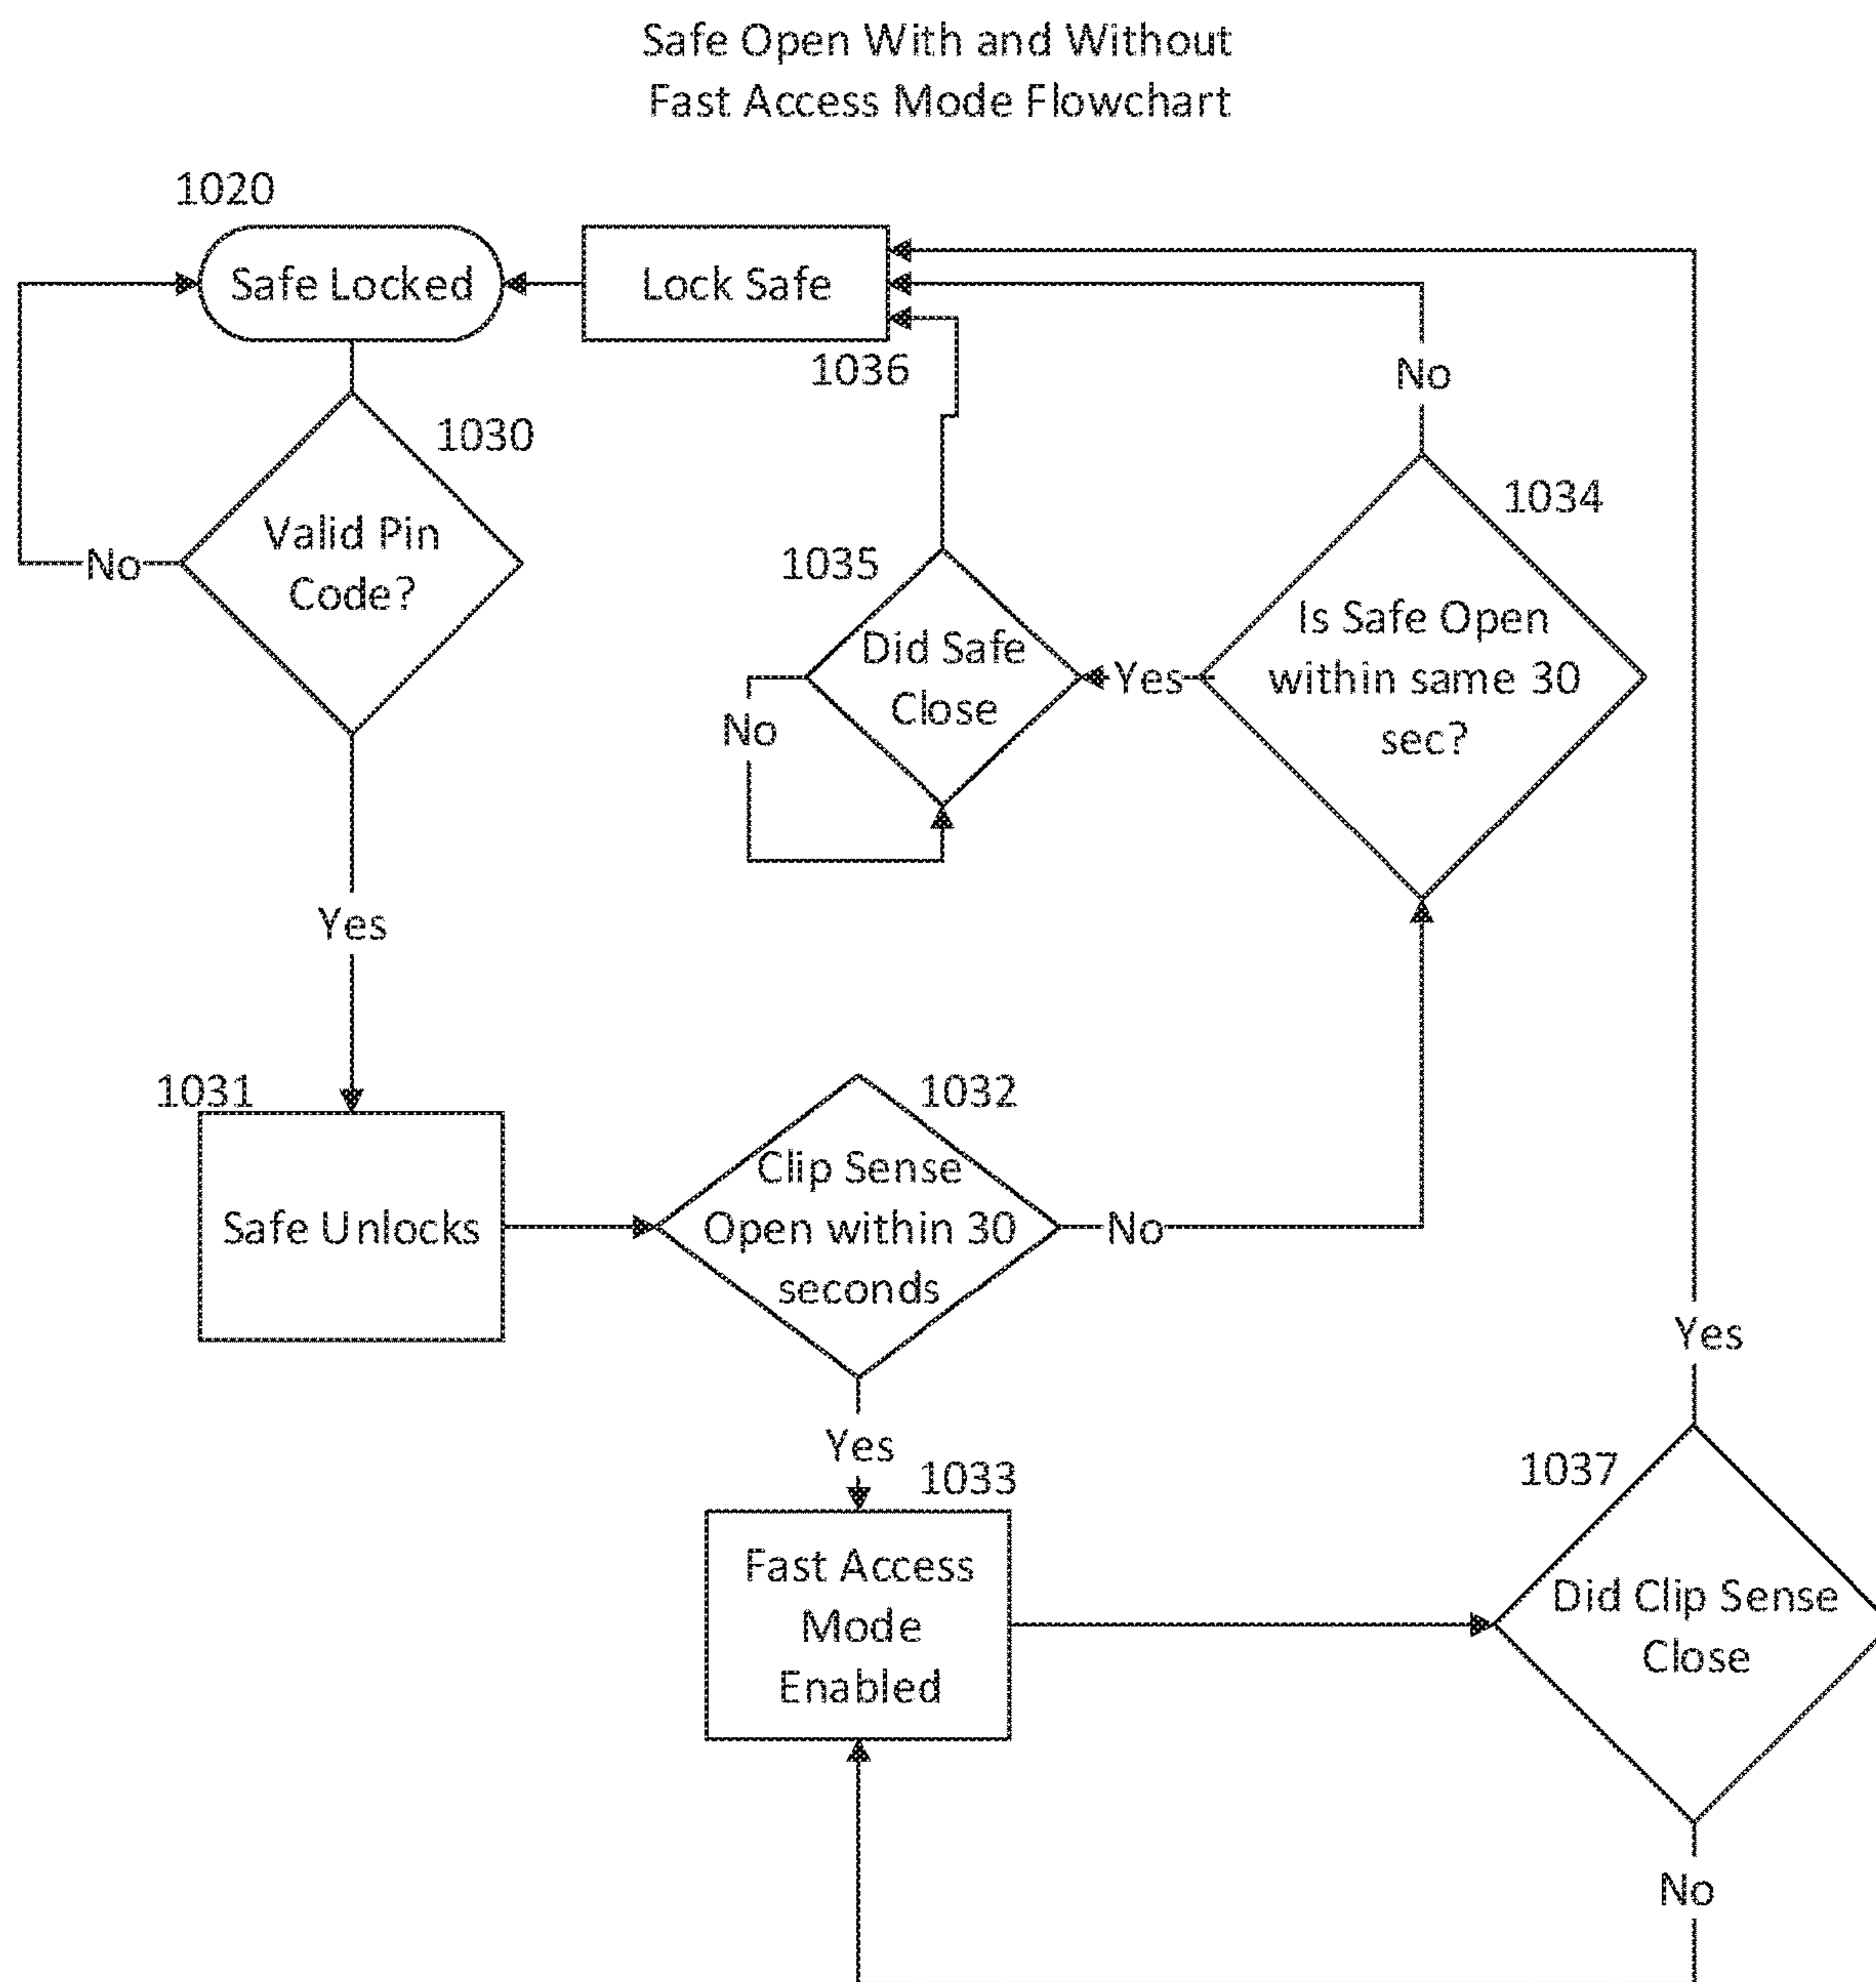 Safe Open With and Without
Fast Access Mode Flowchart
1020
Safe Locked
Lock Safe
1036
1030
Valid Pin
Code?
No
Yes
No
1034
Is Safe Open
within same 30
sec?
Yes
1035
Did Safe
Close
No
1031
Safe Unlocks
1032
Clip Sense
Open within 30
seconds
No
Yes
1033
Fast Access
Mode
Enabled
Yes
1037
Did Clip Sense
Close
No